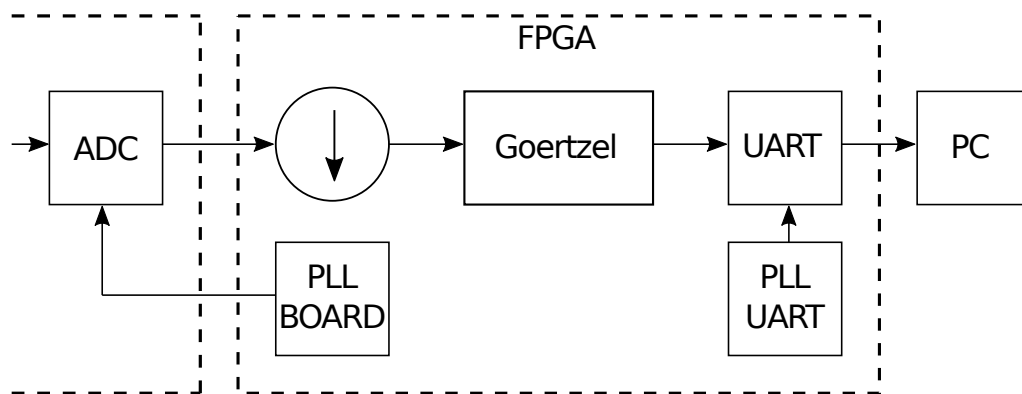 FPGA
ADC
Goertzel
UART
PC
PLL
BOARD
PLL
UART